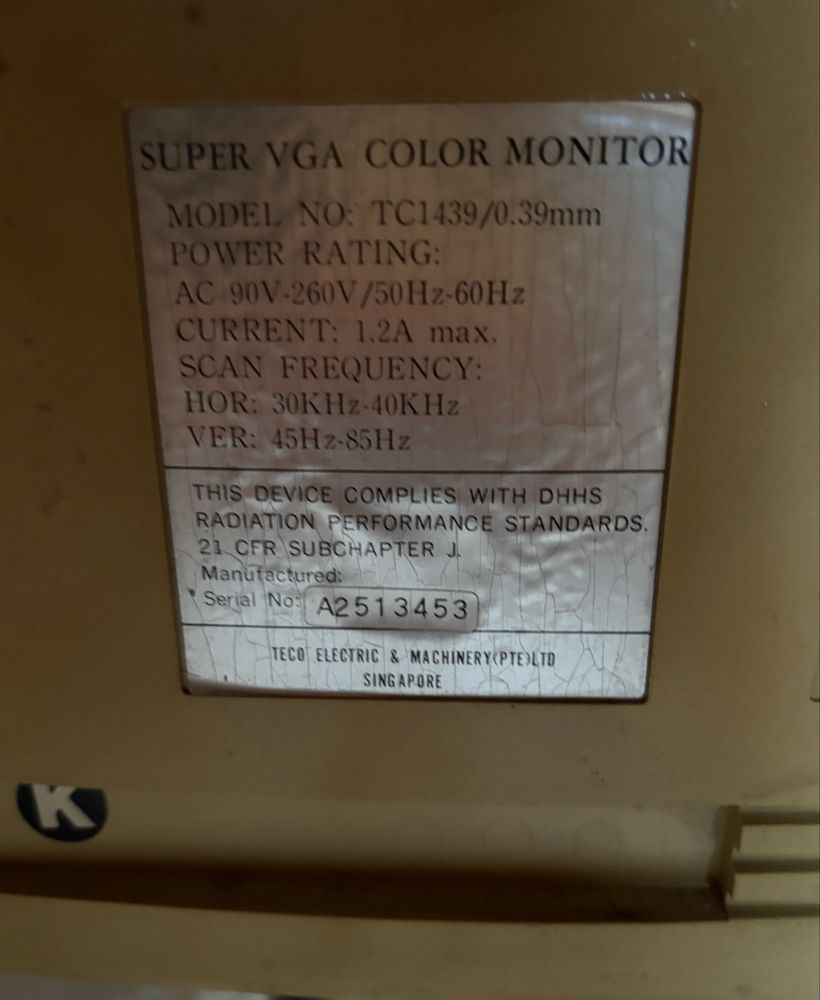 SUPER VGA COLOR MONITOR
MODEL NO: TC1439/0.39mm
POWER RATING:
AC 90V-260V/50Hz-60Hz
CURRENT: 1.2A max.
SCAN FREQUENCY:
HOR: 30KHz-40KHz
VER: 45Hz-85Hz
THIS DEVICE COMPLIES WITH DHHS
RADIATION PERFORMANCE STANDARDS.
21 CFR SUBCHAPTER J.
Manufactured:
Serial No: A2513453
TECO ELECTRIC & MACHINERY(PTE)LTD
SINGAPORE
K